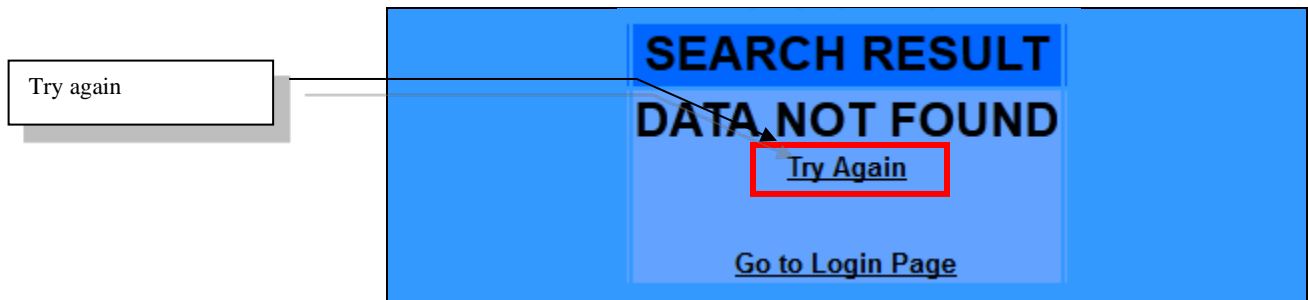 Try again
SEARCH RESULT
DATA NOT FOUND
Try Again
Go to Login Page